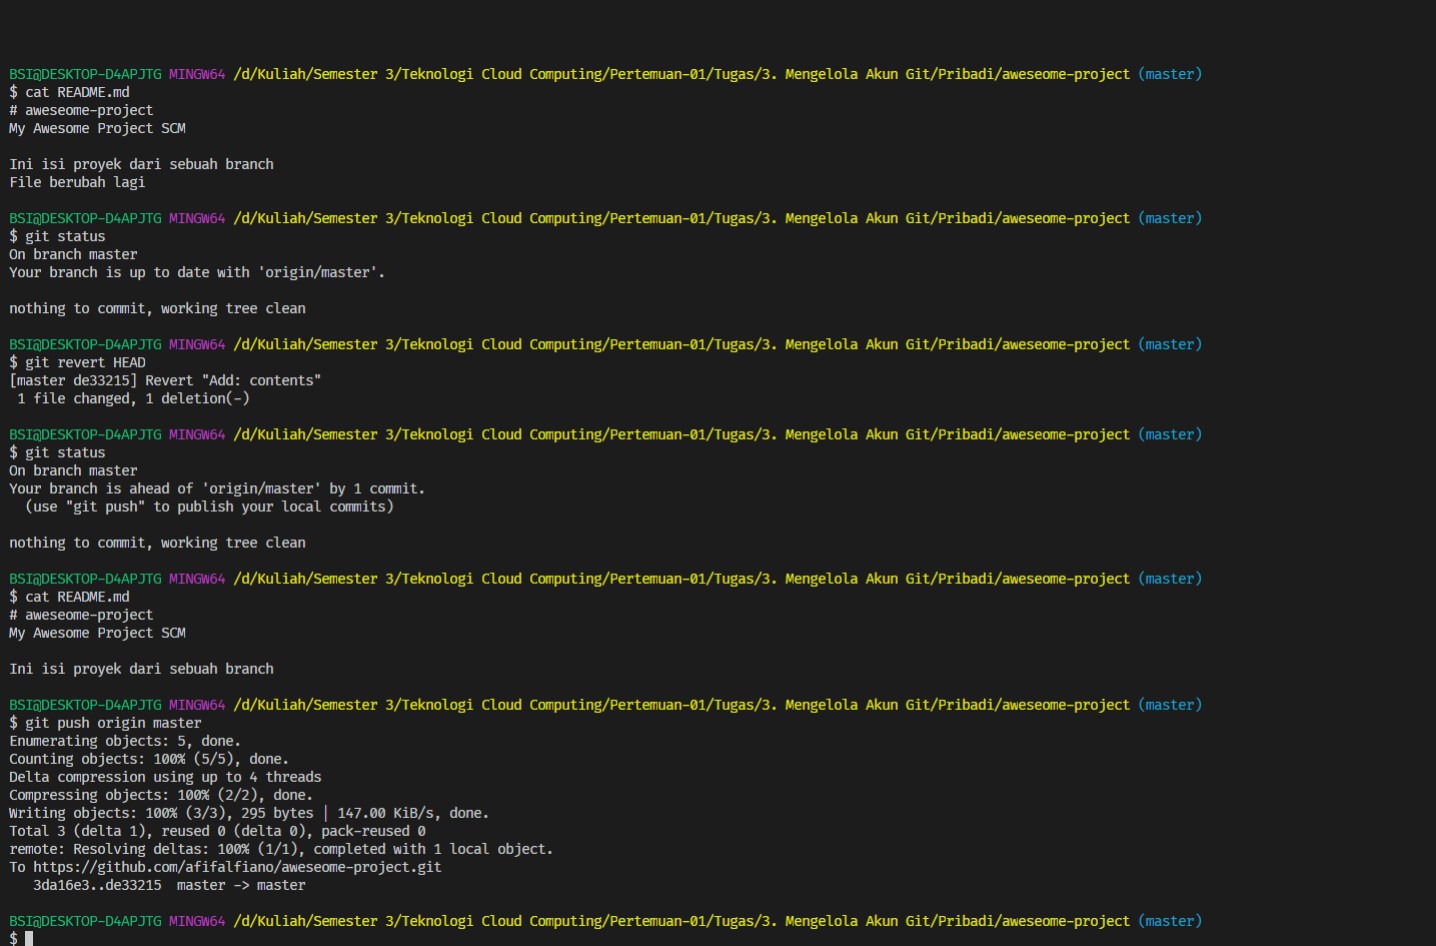 BSI@DESKTOP-D4APJTG MINGW64 /d/Kuliah/Semester 3/Teknologi Cloud Computing/Pertemuan-01/Tugas/3. Mengelola Akun Git/Pribadi/aweseome-project (master)
$ cat README.md
# aweseome-project
My Awesome Project SCM

Ini isi proyek dari sebuah branch
File berubah lagi

BSI@DESKTOP-D4APJTG MINGW64 /d/Kuliah/Semester 3/Teknologi Cloud Computing/Pertemuan-01/Tugas/3. Mengelola Akun Git/Pribadi/aweseome-project (master)
$ git status
On branch master
Your branch is up to date with 'origin/master'.

nothing to commit, working tree clean

BSI@DESKTOP-D4APJTG MINGW64 /d/Kuliah/Semester 3/Teknologi Cloud Computing/Pertemuan-01/Tugas/3. Mengelola Akun Git/Pribadi/aweseome-project (master)
$ git revert HEAD
[master de33215] Revert "Add: contents"
 1 file changed, 1 deletion(-)

BSI@DESKTOP-D4APJTG MINGW64 /d/Kuliah/Semester 3/Teknologi Cloud Computing/Pertemuan-01/Tugas/3. Mengelola Akun Git/Pribadi/aweseome-project (master)
$ git status
On branch master
Your branch is ahead of 'origin/master' by 1 commit.
  (use "git push" to publish your local commits)

nothing to commit, working tree clean

BSI@DESKTOP-D4APJTG MINGW64 /d/Kuliah/Semester 3/Teknologi Cloud Computing/Pertemuan-01/Tugas/3. Mengelola Akun Git/Pribadi/aweseome-project (master)
$ cat README.md
# aweseome-project
My Awesome Project SCM

Ini isi proyek dari sebuah branch

BSI@DESKTOP-D4APJTG MINGW64 /d/Kuliah/Semester 3/Teknologi Cloud Computing/Pertemuan-01/Tugas/3. Mengelola Akun Git/Pribadi/aweseome-project (master)
$ git push origin master
Enumerating objects: 5, done.
Counting objects: 100% (5/5), done.
Delta compression using up to 4 threads
Compressing objects: 100% (2/2), done.
Writing objects: 100% (3/3), 295 bytes | 147.00 KiB/s, done.
Total 3 (delta 1), reused 0 (delta 0), pack-reused 0
remote: Resolving deltas: 100% (1/1), completed with 1 local object.
To https://github.com/afifalfiano/aweseome-project.git
   3da16e3..de33215  master -> master

BSI@DESKTOP-D4APJTG MINGW64 /d/Kuliah/Semester 3/Teknologi Cloud Computing/Pertemuan-01/Tugas/3. Mengelola Akun Git/Pribadi/aweseome-project (master)
$